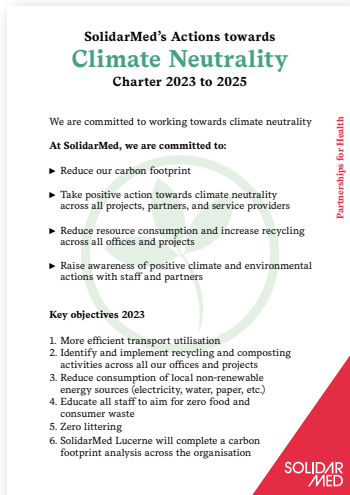 SolidarMed's Actions towards
Climate Neutrality
Charter 2023 to 2025
We are committed to working towards climate neutrality
At SolidarMed, we are committed to:
▸ Reduce our carbon footprint
▸ Take positive action towards climate neutrality
across all projects, partners, and service providers
▸ Reduce resource consumption and increase recycling
across all offices and projects
▸ Raise awareness of positive climate and environmental
actions with staff and partners
Key objectives 2023
1. More efficient transport utilisation
2. Identify and implement recycling and composting
activities across all our offices and projects
3. Reduce consumption of local non-renewable
energy sources (electricity, water, paper, etc.)
4. Educate all staff to aim for zero food and
consumer waste
5. Zero littering
6. SolidarMed Lucerne will complete a carbon
footprint analysis across the organisation
Partnerships for Health
SOLIDAR
MED